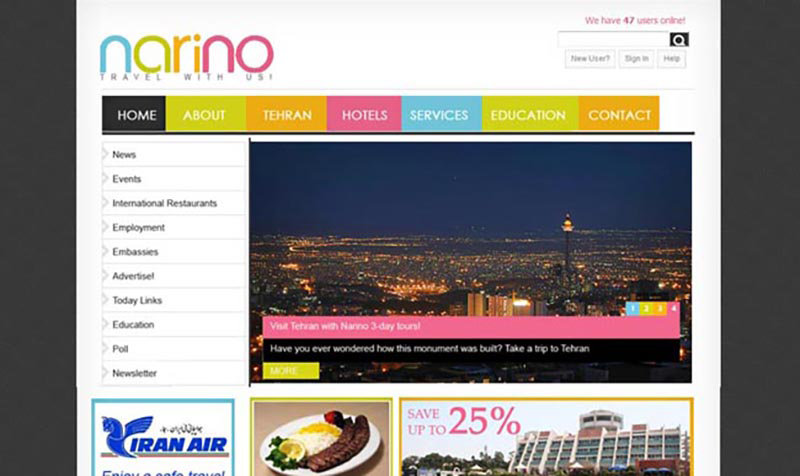 We have 47 users online!
narino
TRAVEL WITH US!
New User? Sign In Help
HOME ABOUT TEHRAN HOTELS SERVICES EDUCATION CONTACT
News
Events
International Restaurants
Employment
Embassies
Advertise!
Today Links
Education
Poll
Newsletter
1 2 3 4
Visit Tehran with Narino 3-day tours!
Have you ever wondered how this monument was built? Take a trip to Tehran
MORE
IRAN AIR
Enjoy a safe travel
SAVE
UP TO 25%